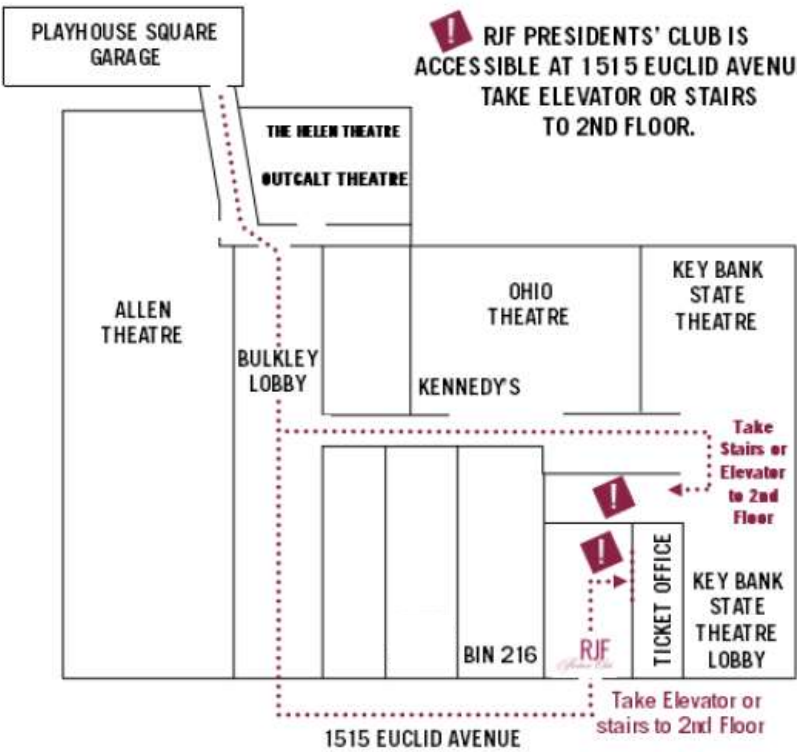 PLAYHOUSE SQUARE
GARAGE
! RJF PRESIDENTS' CLUB IS
ACCESSIBLE AT 1515 EUCLID AVENU
TAKE ELEVATOR OR STAIRS
TO 2ND FLOOR.
THE HELEN THEATRE
OUTCALT THEATRE
ALLEN
THEATRE
BULKLEY
LOBBY
OHIO
THEATRE
KENNEDY'S
KEY BANK
STATE
THEATRE
Take
Stairs or
Elevator
to 2nd
Floor
!
!
TICKET OFFICE
KEY BANK
STATE
THEATRE
LOBBY
BIN 216
RJF
Take Elevator or
stairs to 2nd Floor
1515 EUCLID AVENUE